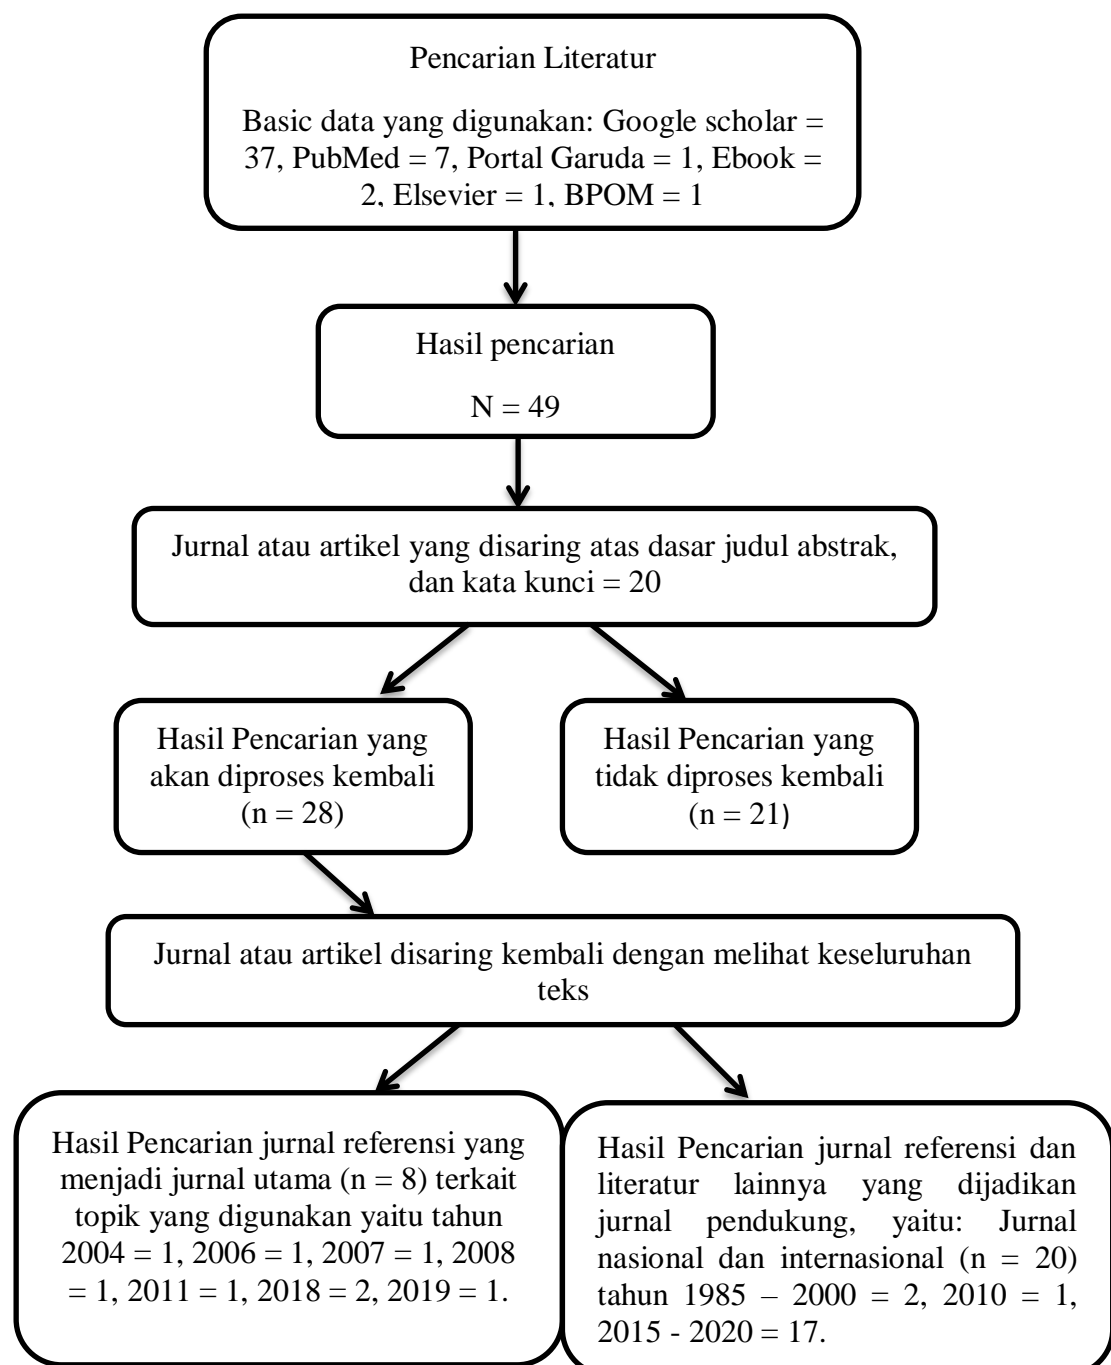 Pencarian Literatur
Basic data yang digunakan: Google scholar =
37, PubMed = 7, Portal Garuda = 1, Ebook =
2, Elsevier = 1, BPOM = 1
Hasil pencarian
N = 49
Jurnal atau artikel yang disaring atas dasar judul abstrak,
dan kata kunci = 20
Hasil Pencarian yang
akan diproses kembali
(n = 28)
Hasil Pencarian yang
tidak diproses kembali
(n = 21)
Jurnal atau artikel disaring kembali dengan melihat keseluruhan
teks
Hasil Pencarian jurnal referensi yang
menjadi jurnal utama (n = 8) terkait
topik yang digunakan yaitu tahun
2004 = 1, 2006 = 1, 2007 = 1, 2008
= 1, 2011 = 1, 2018 = 2, 2019 = 1.
Hasil Pencarian jurnal referensi dan
literatur lainnya yang dijadikan
jurnal pendukung, yaitu: Jurnal
nasional dan internasional (n = 20)
tahun 1985 – 2000 = 2, 2010 = 1,
2015 - 2020 = 17.